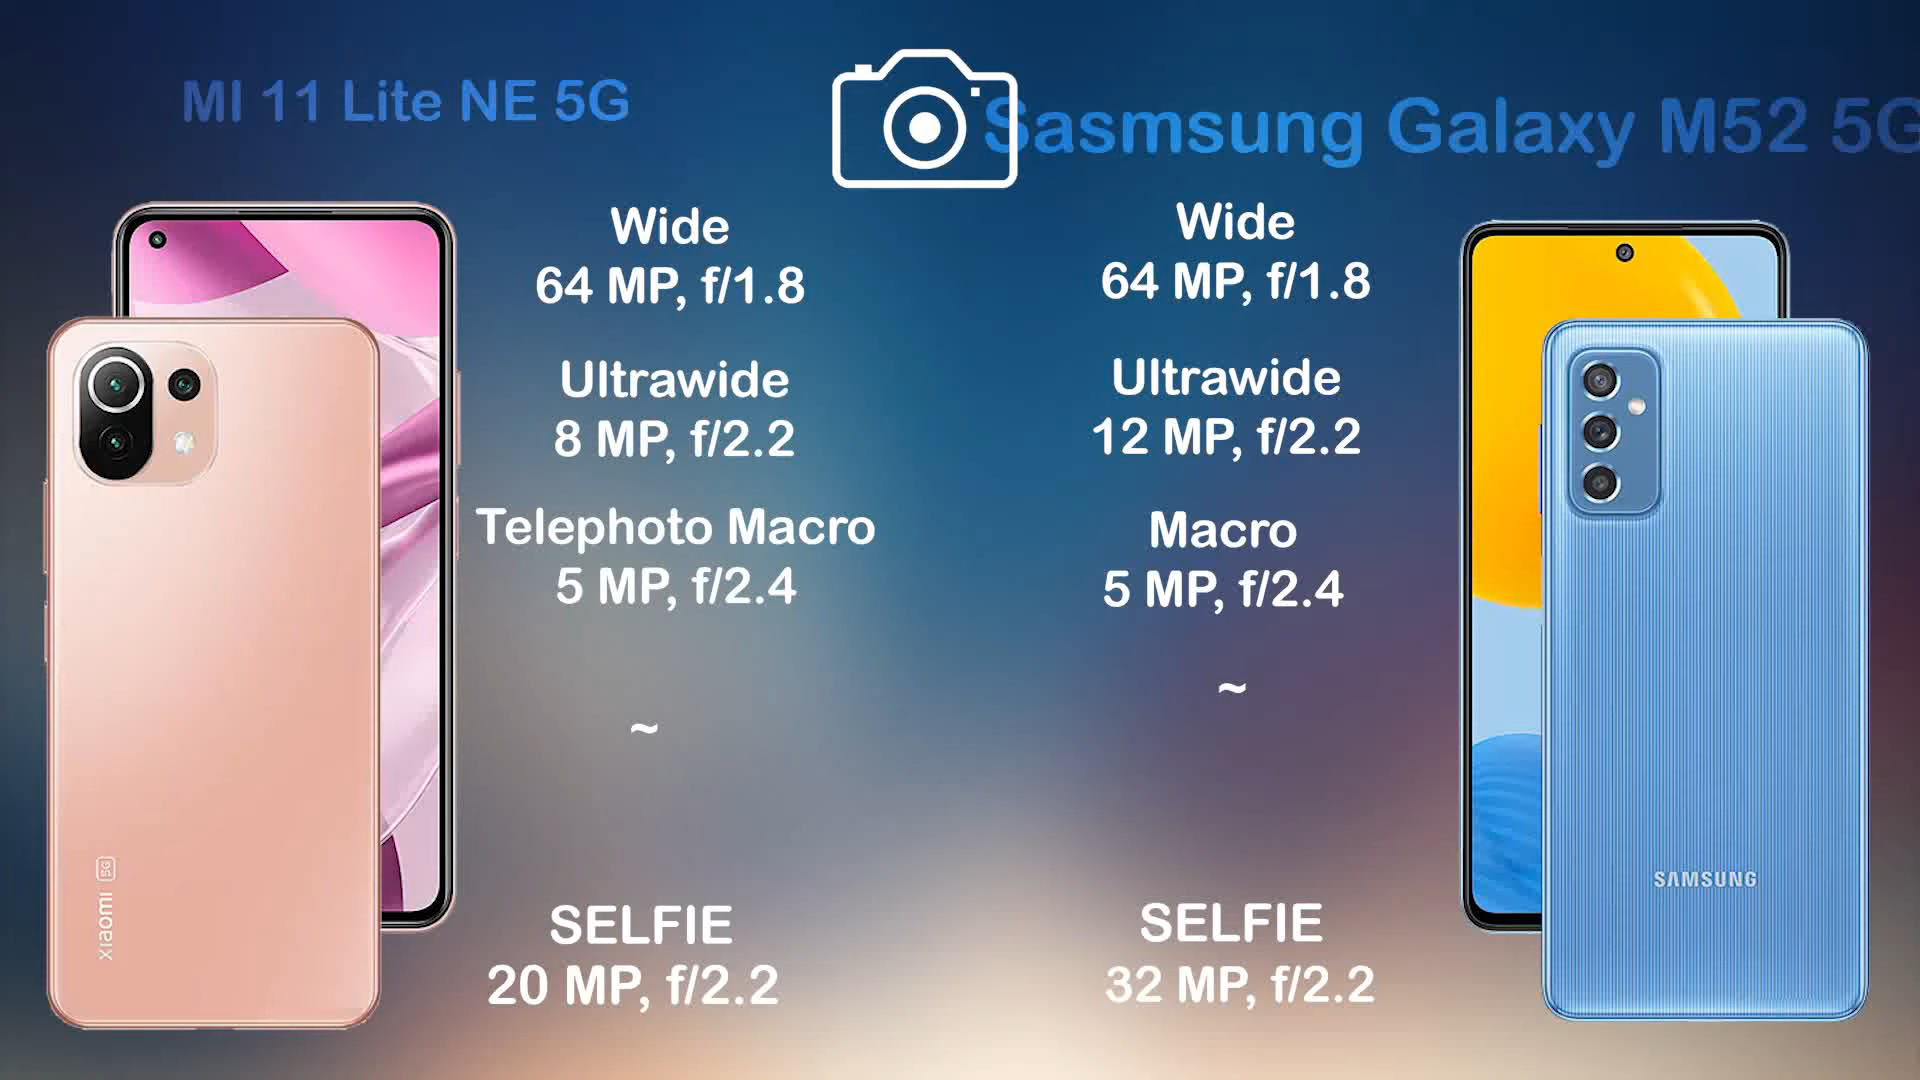 MI 11 Lite NE 5G
Sasmsung Galaxy M52 5G
Wide
64 MP, f/1.8
Ultrawide
8 MP, f/2.2
Telephoto Macro
5 MP, f/2.4
~
SELFIE
20 MP, f/2.2
Wide
64 MP, f/1.8
Ultrawide
12 MP, f/2.2
Macro
5 MP, f/2.4
~
SELFIE
32 MP, f/2.2
xiaomi 5G
SAMSUNG